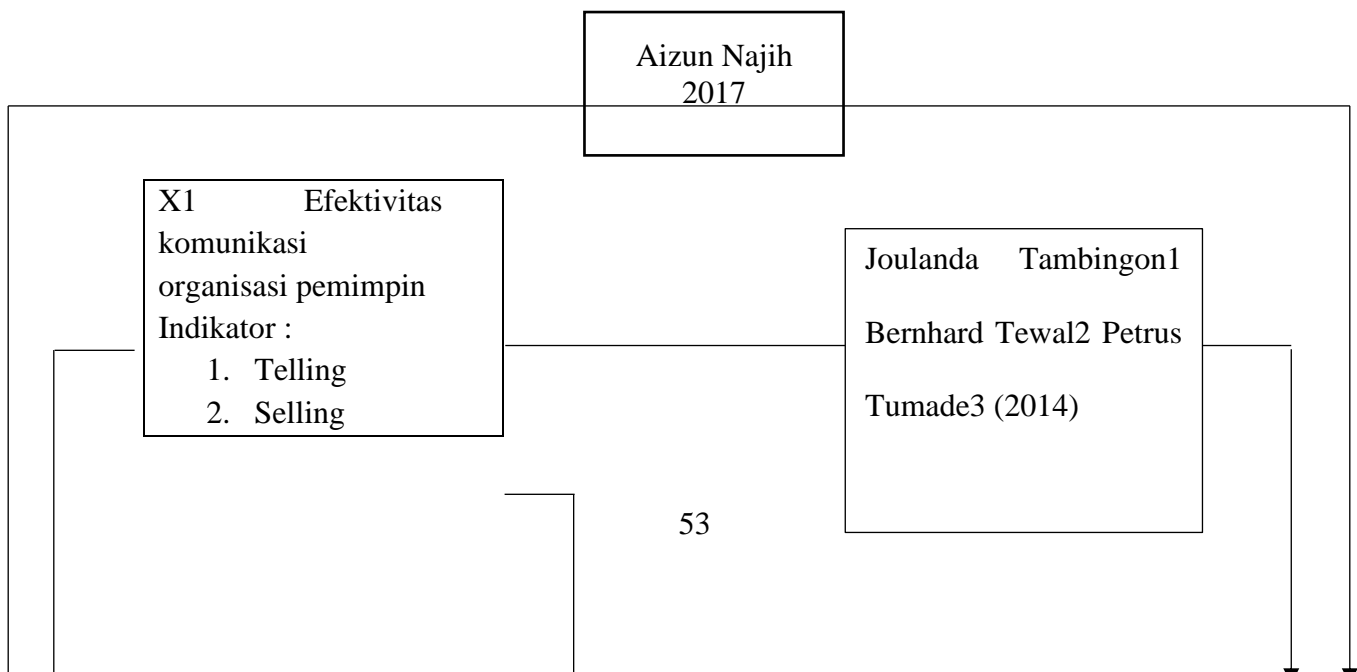 Aizun Najih
2017
X1 Efektivitas
komunikasi
organisasi pemimpin
Indikator :
1. Telling
2. Selling
Joulanda Tambingon1
Bernhard Tewal2 Petrus
Tumade3 (2014)
53